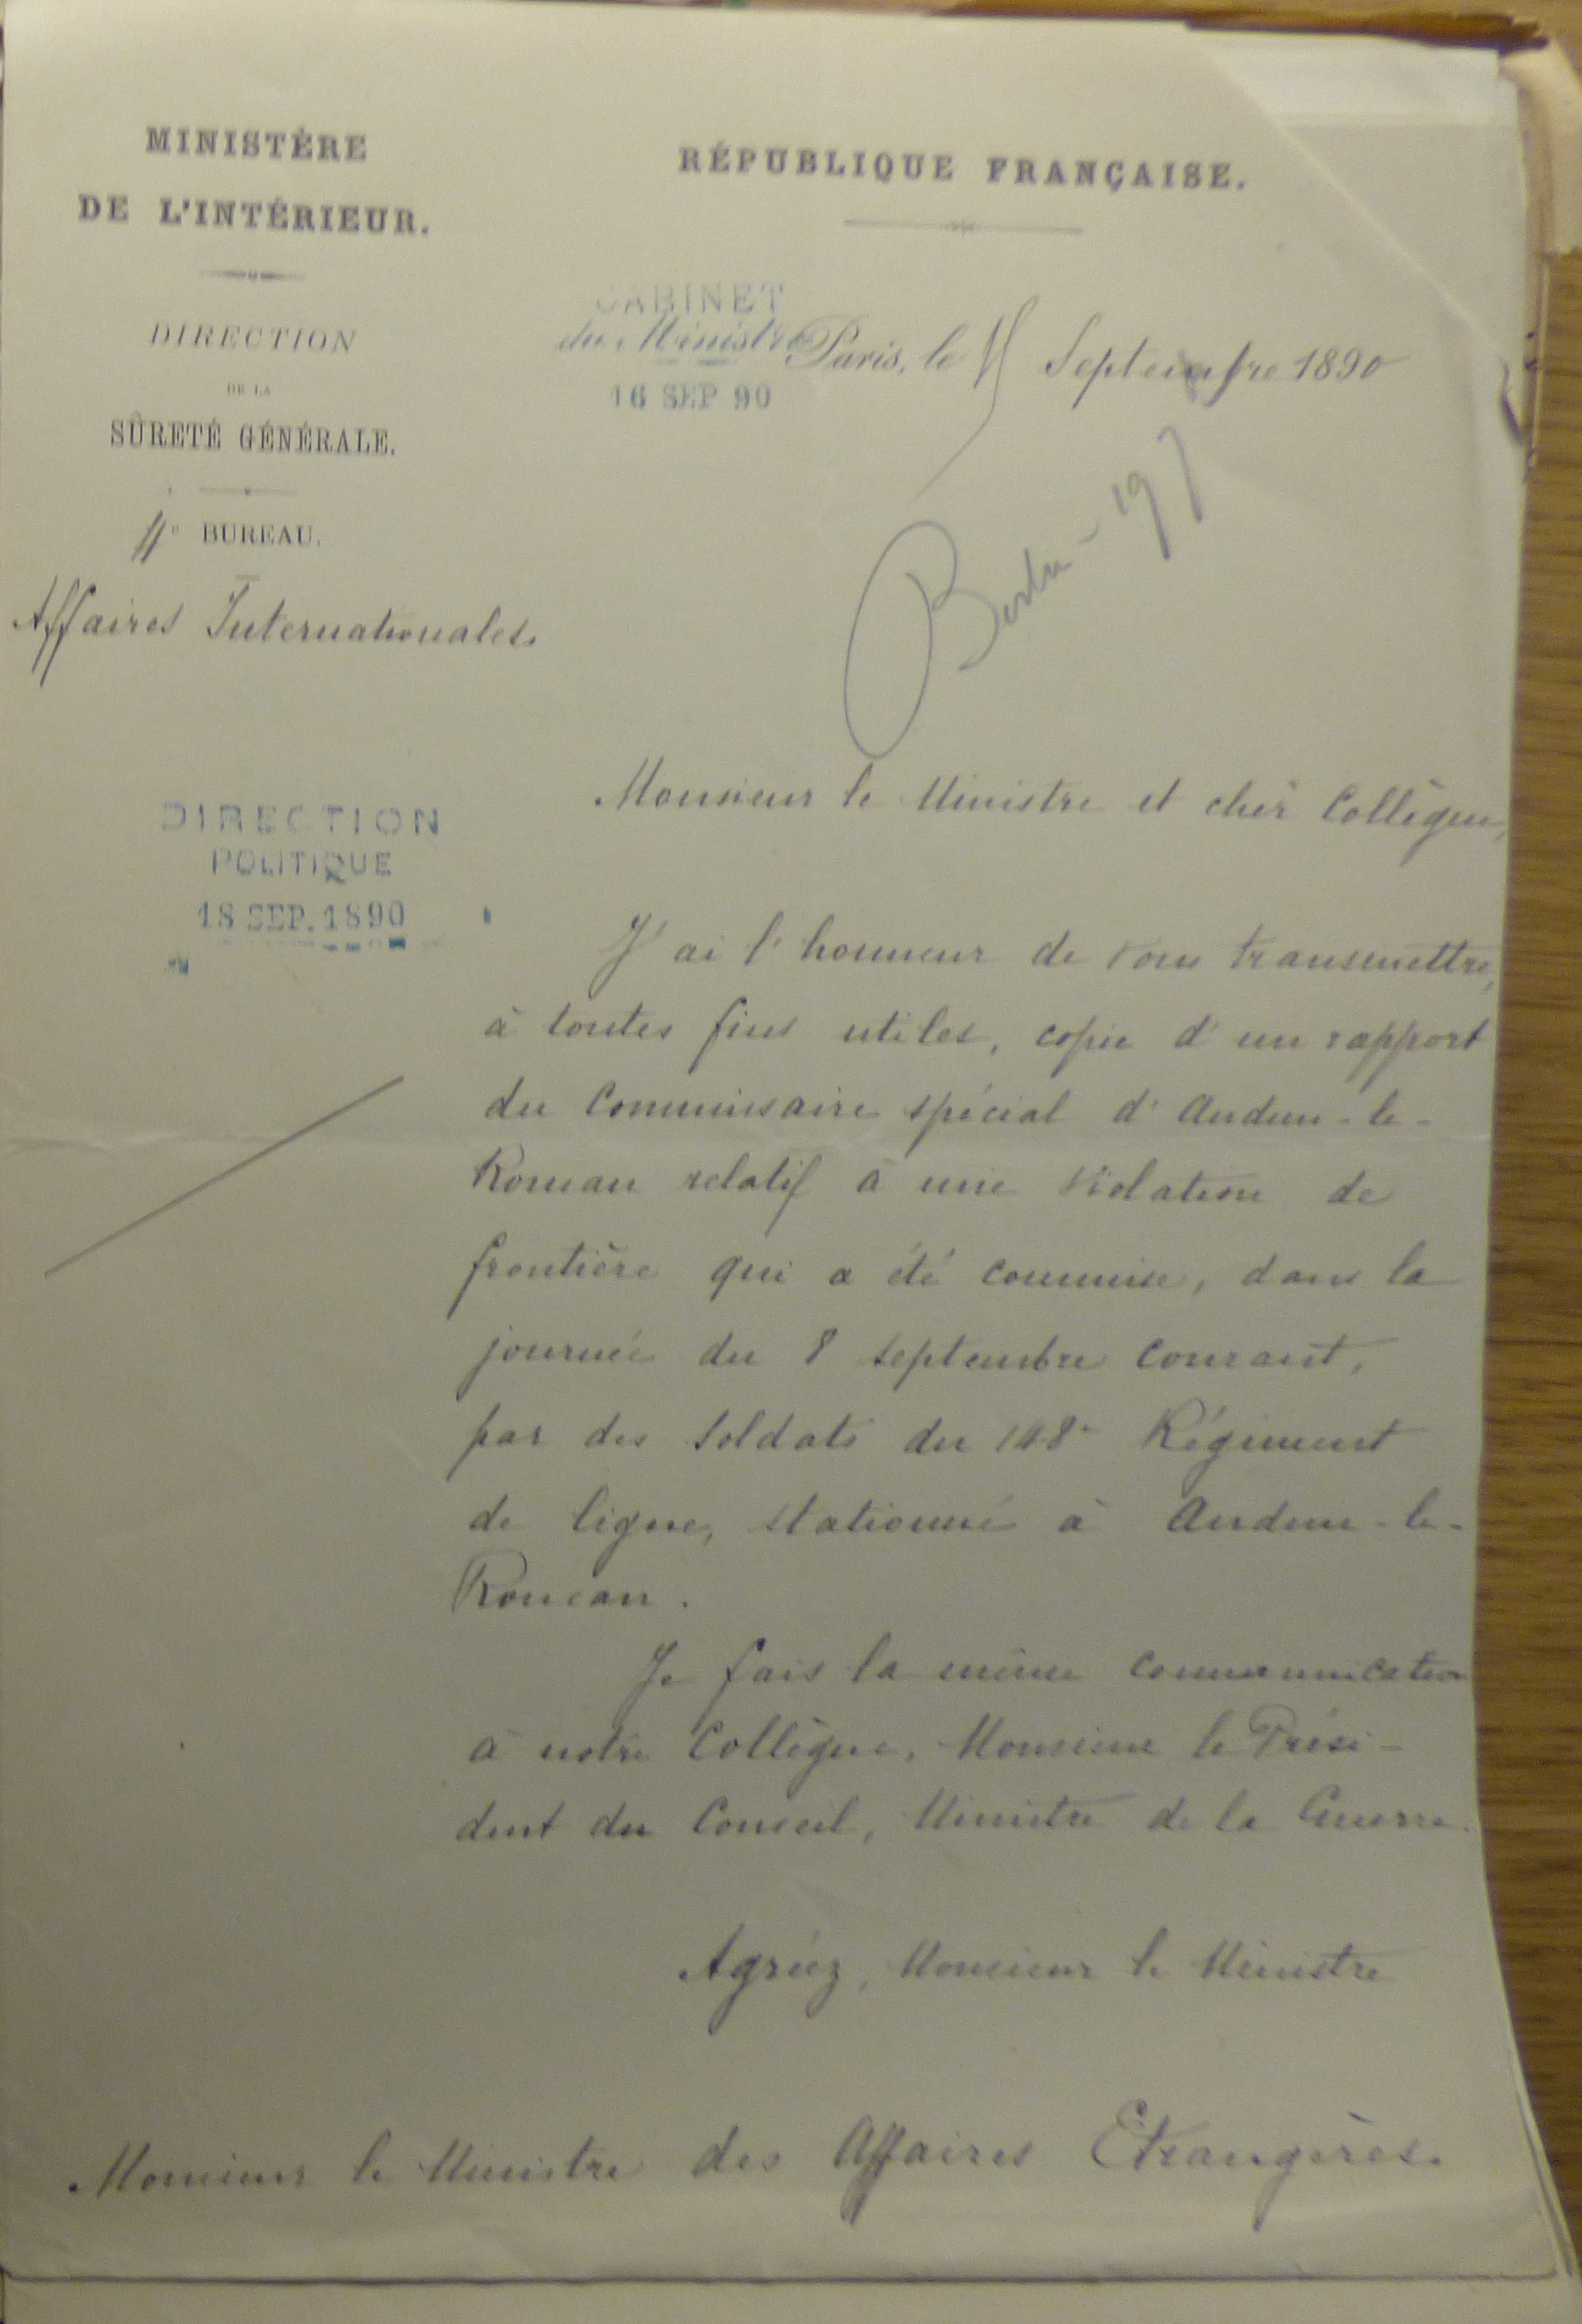 MINISTÈRE
DE L'INTÉRIEUR.
DIRECTION
DE LA
SÛRETÉ GÉNÉRALE.
BUREAU.
Affaires Internationales.
RÉPUBLIQUE FRANÇAISE.
CABINET
du Ministre
16 SEP 90
Paris, le Septembre 1890
DIRECTION
POLITIQUE
18 SEP. 1890
Monsieur le Ministre et cher Collègue,
J'ai l'honneur de vous transmettre,
à toutes fins utiles, copie d'un rapport
du Commissaire spécial d'Audun-le-
Roman relatif à une violation de
frontière qui a été commise, dans la
journée du 8 septembre courant,
par des soldats du 148e Régiment
de ligne, stationné à Audun-le-
Roman.
Je fais la même communication
à notre Collègue, Monsieur le Prési-
dent du Conseil, Ministre de la Guerre.
Agréez, Monsieur le Ministre
Monsieur le Ministre des Affaires Etrangères.